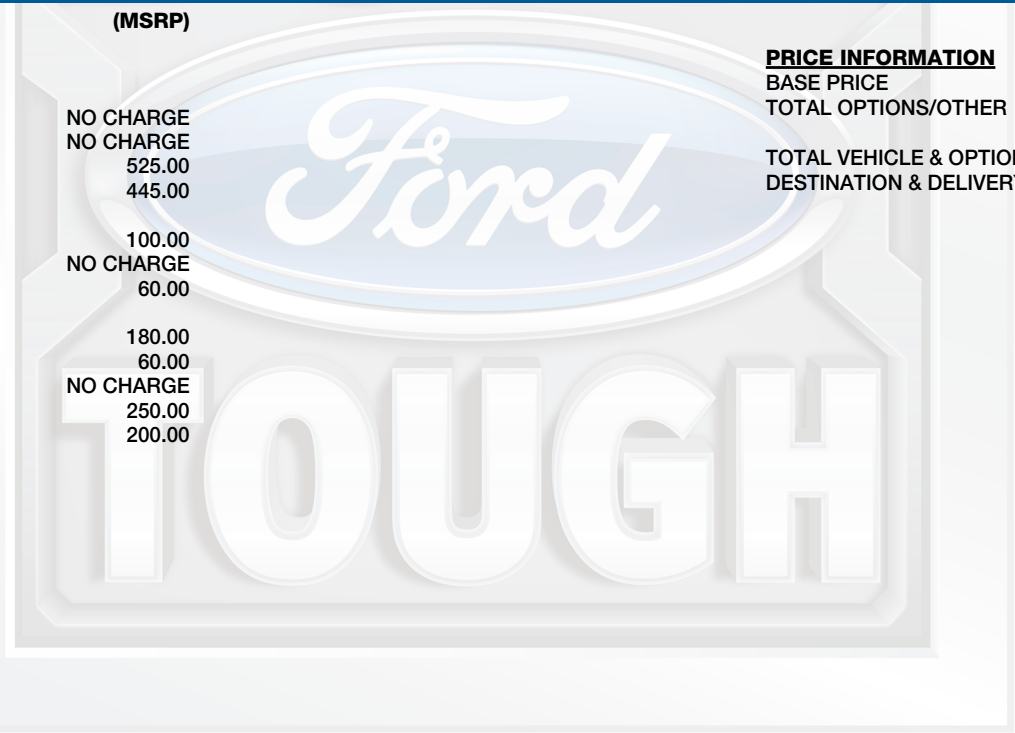 (MSRP)
NO CHARGE
NO CHARGE
525.00
445.00
100.00
NO CHARGE
60.00
180.00
60.00
NO CHARGE
250.00
200.00
PRICE INFORMATION
BASE PRICE
TOTAL OPTIONS/OTHER
TOTAL VEHICLE & OPTION
DESTINATION & DELIVERY
Ford
TOUGH